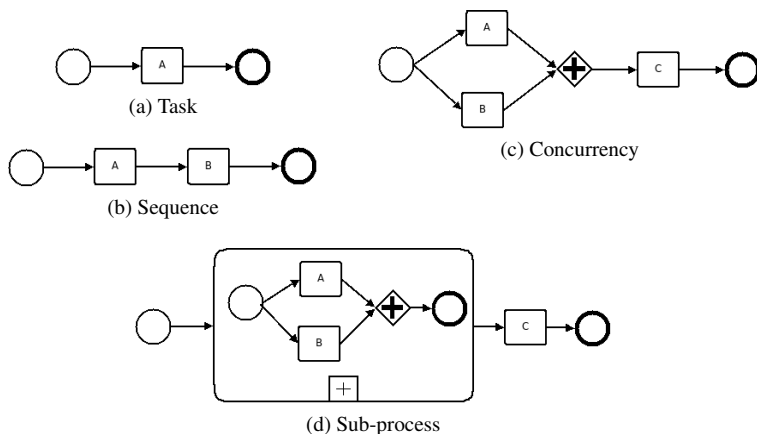 A
(a) Task
A
B
(b) Sequence
A
B
C
(c) Concurrency
A
B
C
(d) Sub-process